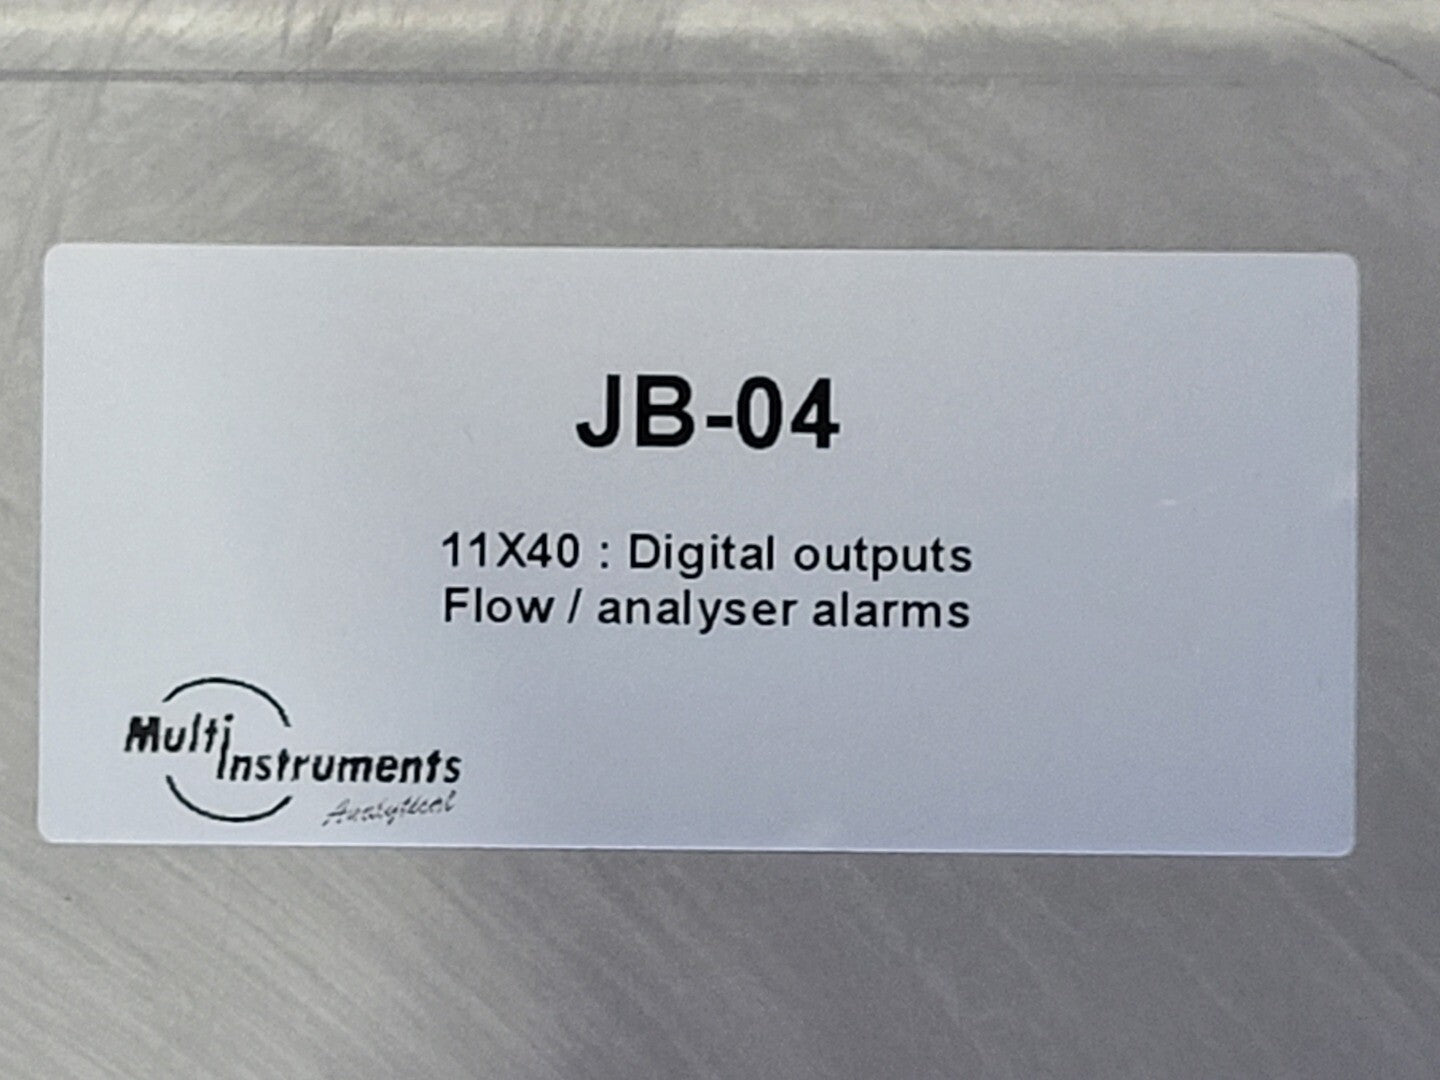 JB-04
11X40 : Digital outputs
Flow / analyser alarms
Multi
Instruments
Analytical